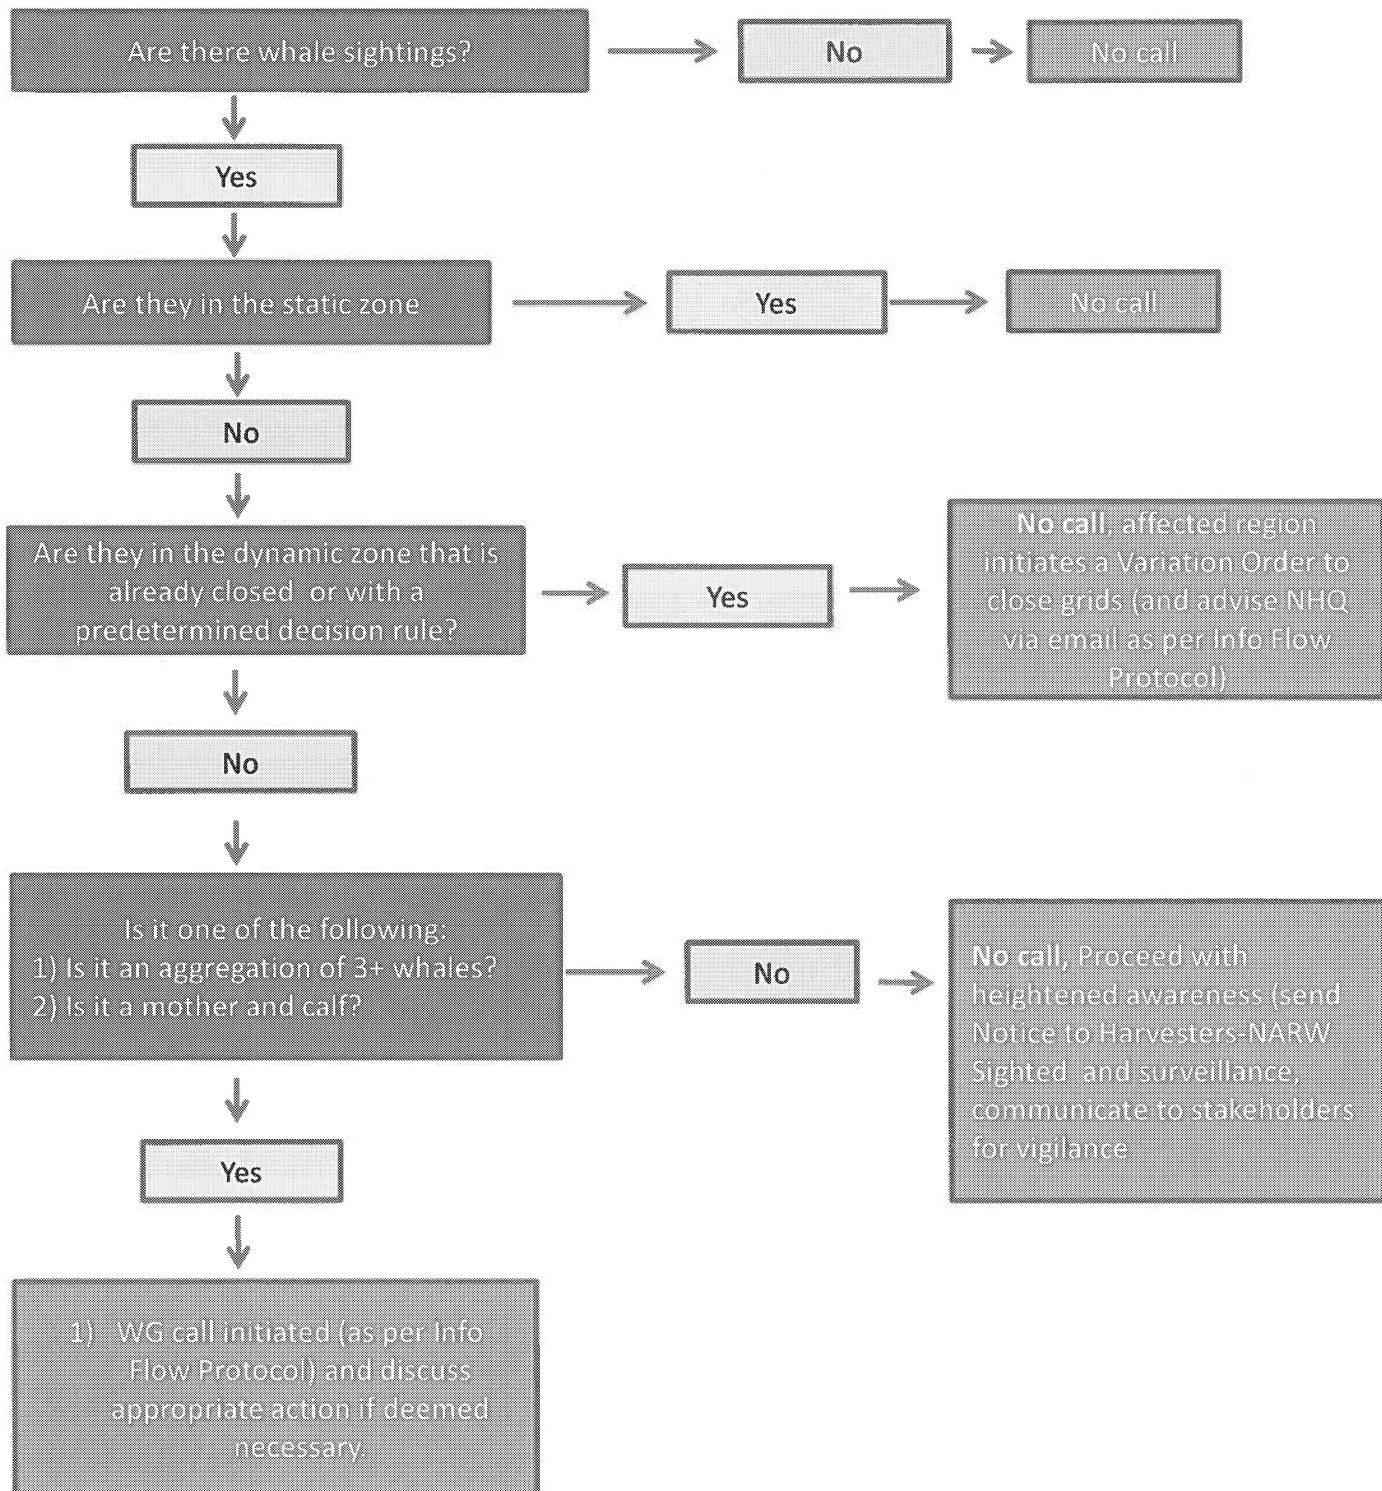 Are there whale sightings?
No
No call
Yes
Are they in the static zone
Yes
No call
No
Are they in the dynamic zone that is
already closed or with a
predetermined decision rule?
Yes
No call, affected region
initiates a Variation Order to
close grids (and advise NHQ
via email as per Info Flow
Protocol)
No
Is it one of the following:
1) Is it an aggregation of 3+ whales?
2) Is it a mother and calf?
No
No call, Proceed with
heightened awareness (send
Notice to Harvesters-NARW
Sighted and surveillance,
communicate to stakeholders
for vigilance
Yes
1) WG call initiated (as per Info
Flow Protocol) and discuss
appropriate action if deemed
necessary.